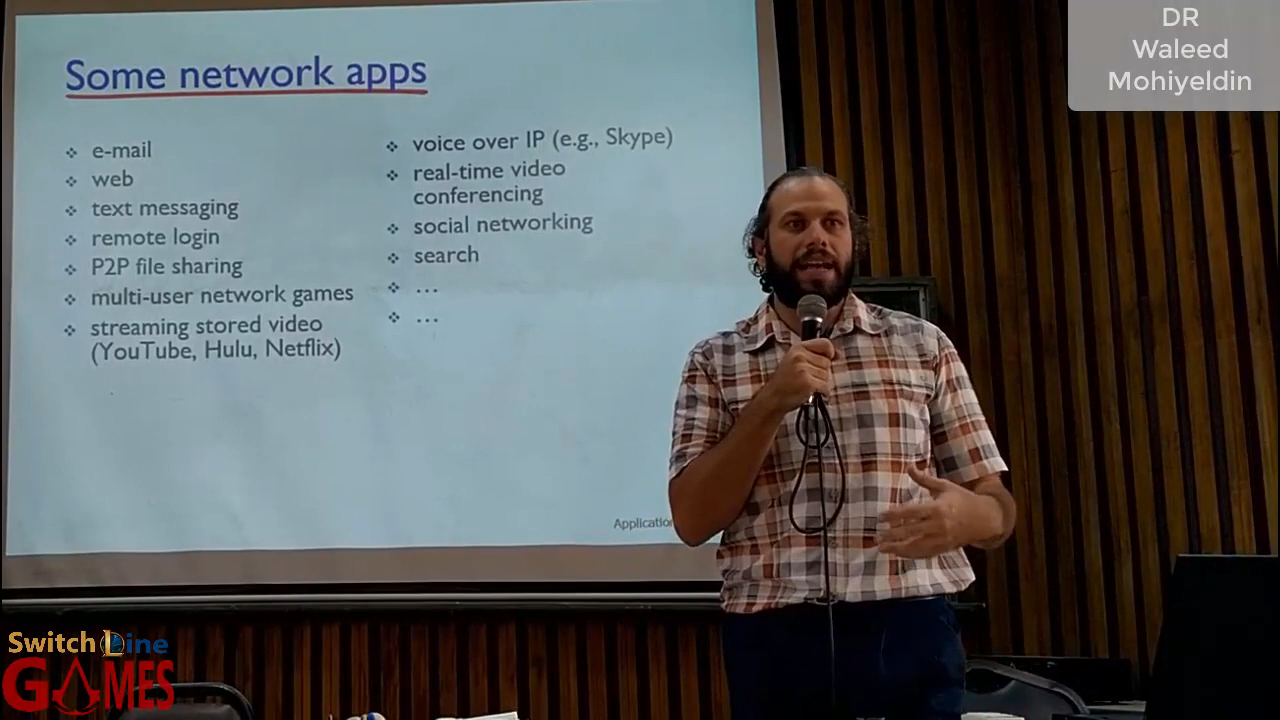 DR
Waleed
Mohiyeldin
Some network apps
e-mail
web
text messaging
remote login
P2P file sharing
multi-user network games
streaming stored video
(YouTube, Hulu, Netflix)
voice over IP (e.g., Skype)
real-time video
conferencing
social networking
search
...
...
Switch Line
GAMES